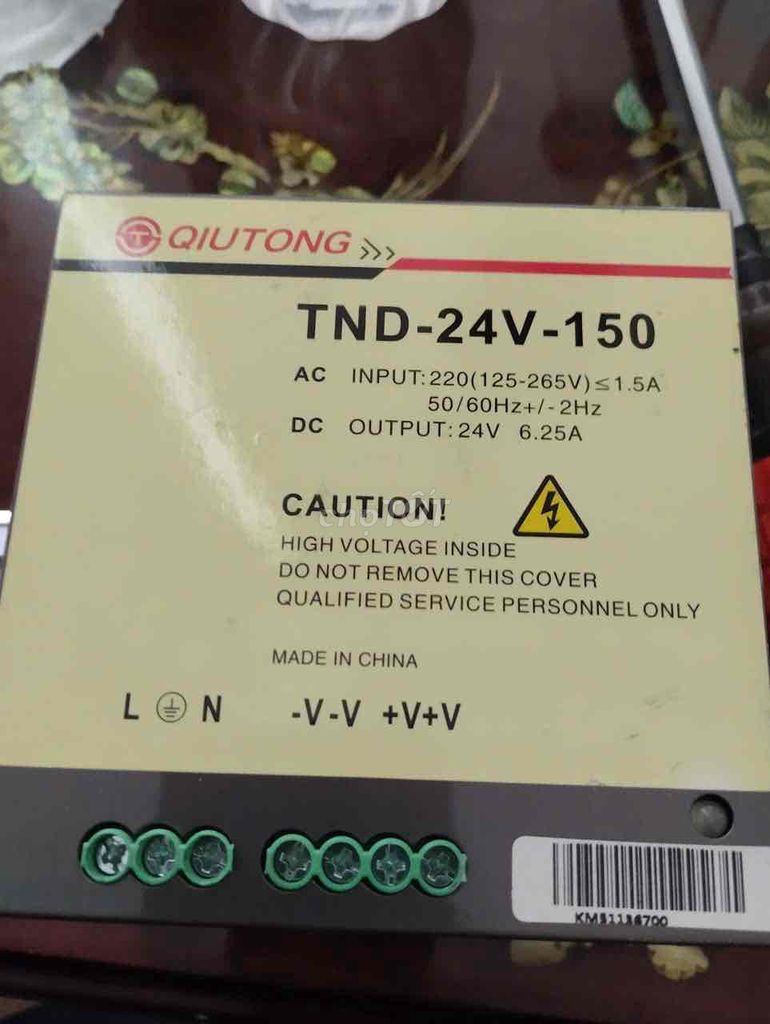 QIUTONG
TND-24V-150
AC INPUT:220(125-265V)≤1.5A
50/60Hz+/-2Hz
DC OUTPUT:24V 6.25A
CAUTION!
chợTỐT
HIGH VOLTAGE INSIDE
DO NOT REMOVE THIS COVER
QUALIFIED SERVICE PERSONNEL ONLY
MADE IN CHINA
L N -V-V +V+V
KMS1136700